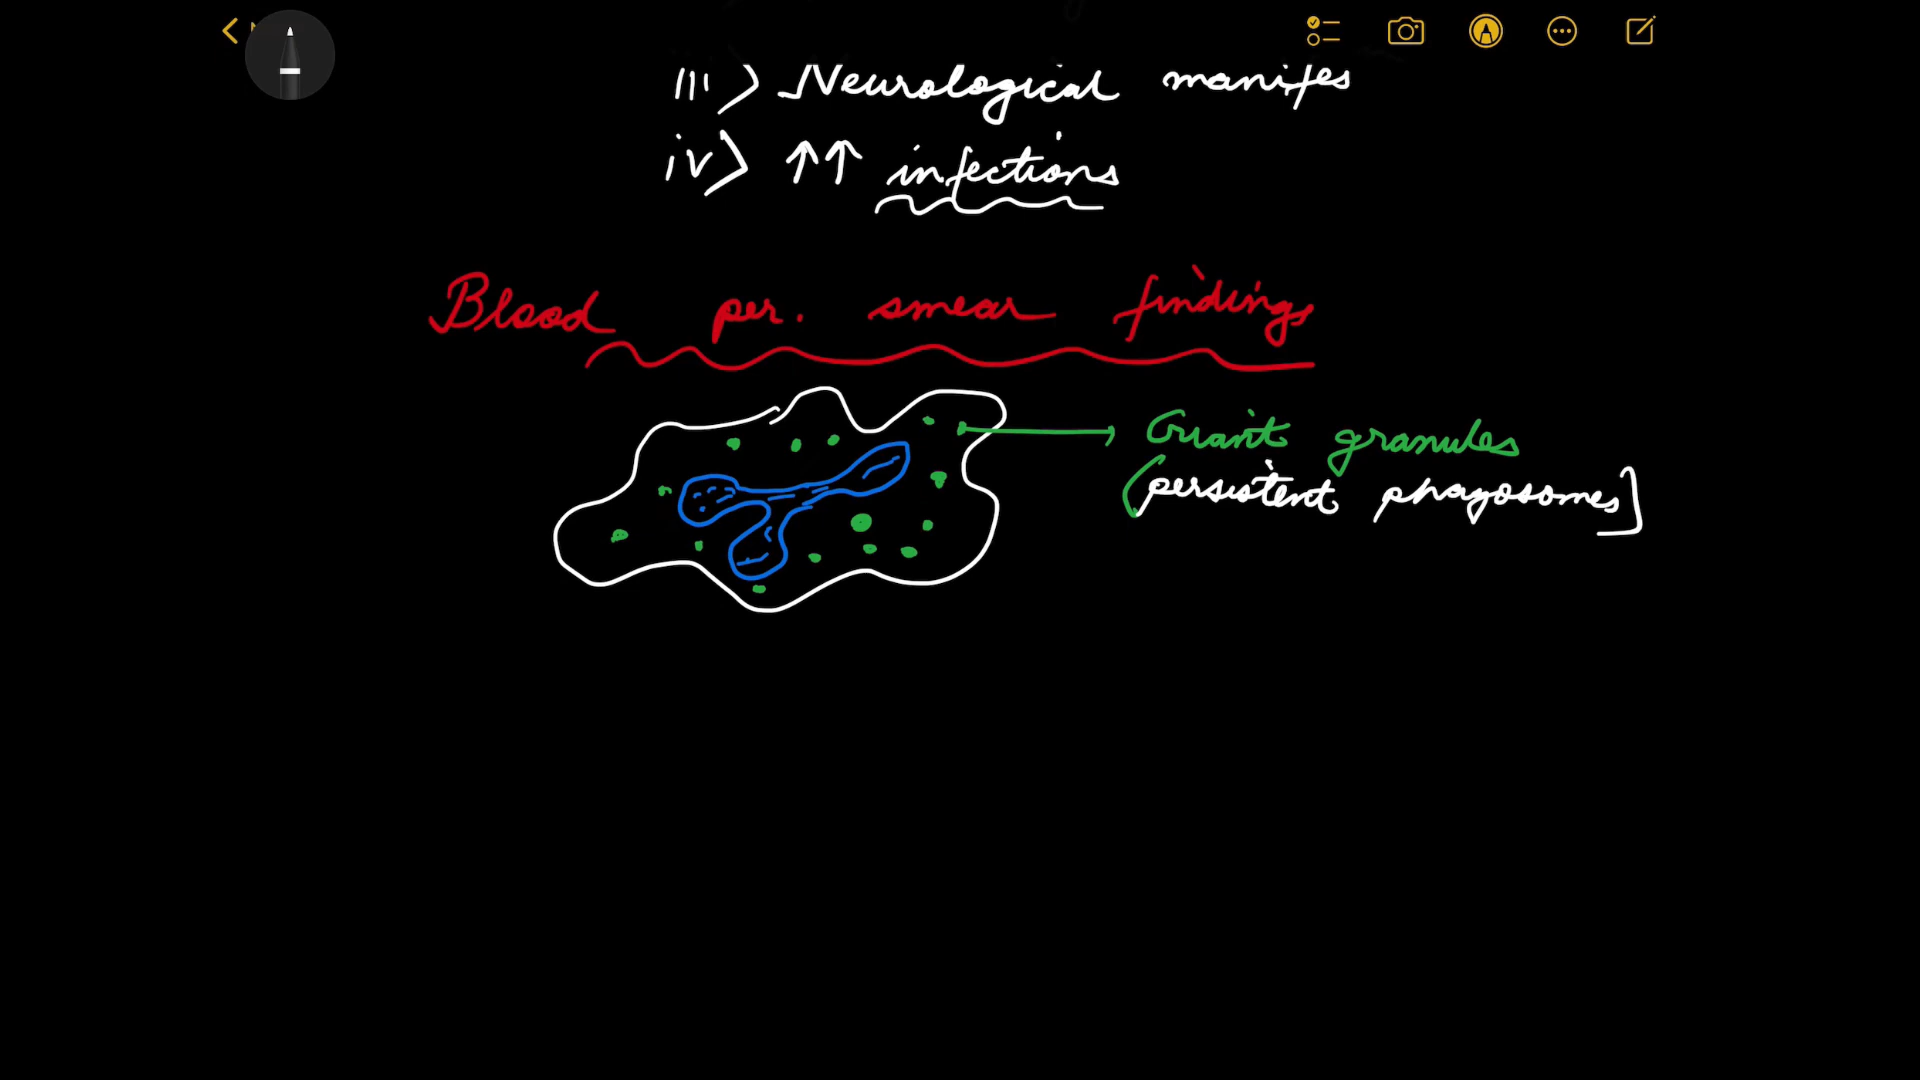 iii) Neurological manifes
iv) ↑↑ infections
Blood per. smear findings
Giant granules
(persistent phagosomes]